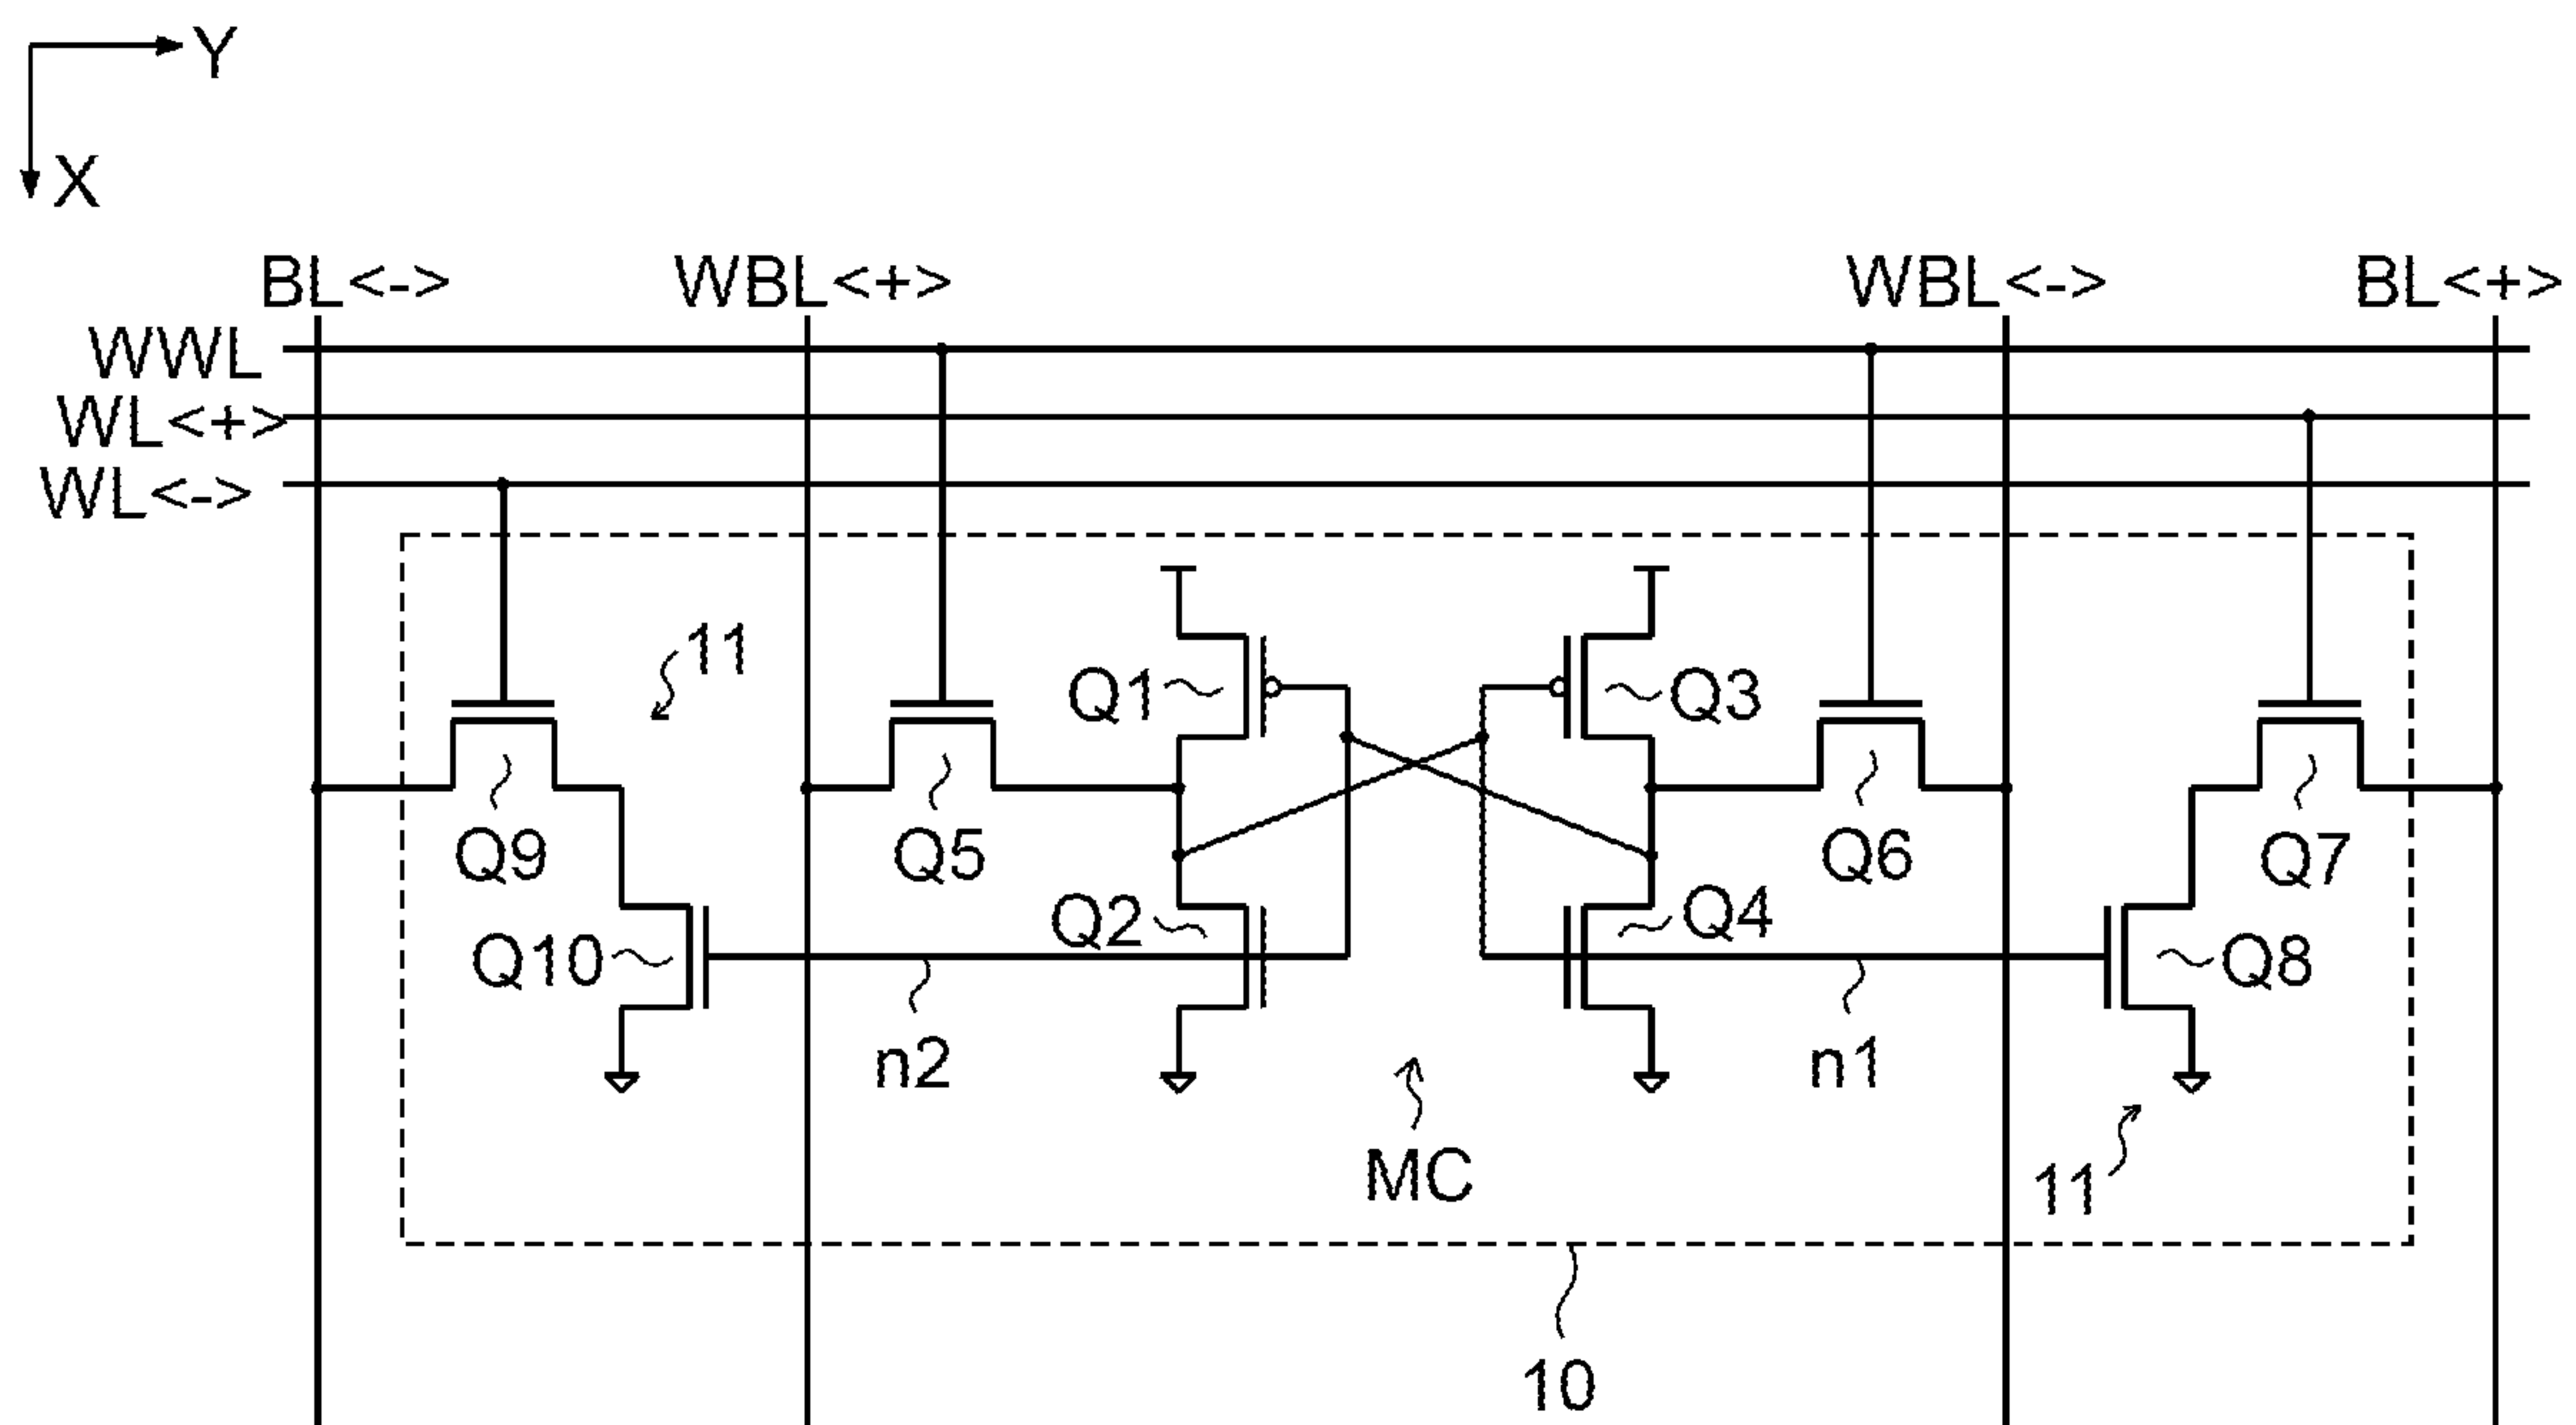 Y
X
BL<-> WBL<+> WBL<-> BL<+>
WWL
WL<+>
WL<->
11
Q1 Q3
Q9 Q5 Q6 Q7
Q2 Q4
Q10 Q8
n2 n1
MC
11
10